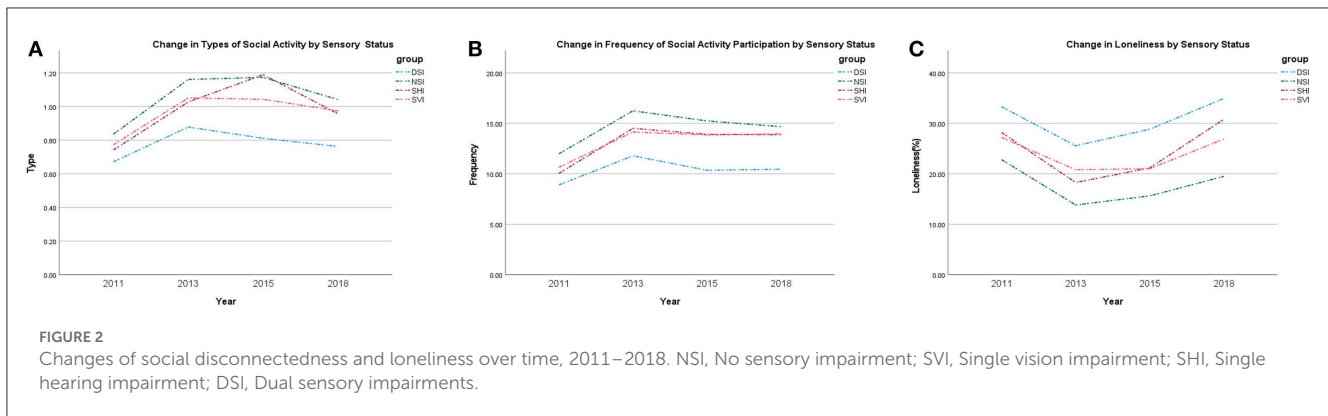 A
Change in Types of Social Activity by Sensory Status
group
DSI
NSI
SHI
SVI
1.20
1.00
0.80
0.60
0.40
0.20
0.00
Type
2011 2013 2015 2018
Year
B
Change in Frequency of Social Activity Participation by Sensory Status
group
DSI
NSI
SHI
SVI
20.00
15.00
10.00
5.00
0.00
Frequency
2011 2013 2015 2018
Year
C
Change in Loneliness by Sensory Status
group
DSI
NSI
SHI
SVI
40.00
30.00
20.00
10.00
0.00
Loneliness(%)
2011 2013 2015 2018
Year
FIGURE 2
Changes of social disconnectedness and loneliness over time, 2011–2018. NSI, No sensory impairment; SVI, Single vision impairment; SHI, Single
hearing impairment; DSI, Dual sensory impairments.